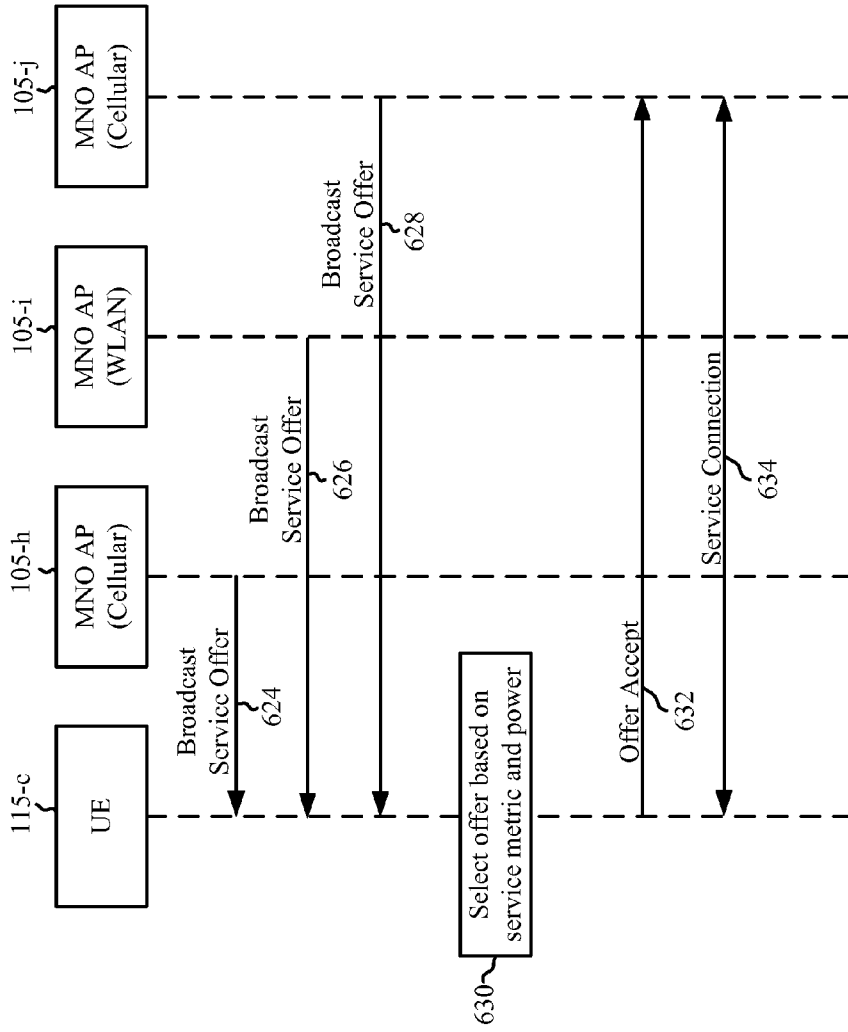 115-c
UE
105-h
MNO AP
(Cellular)
105-i
MNO AP
(WLAN)
105-j
MNO AP
(Cellular)
Broadcast
Service Offer
624
Broadcast
Service Offer
626
Broadcast
Service Offer
628
630
Select offer based on
service metric and power
Offer Accept
632
Service Connection
634